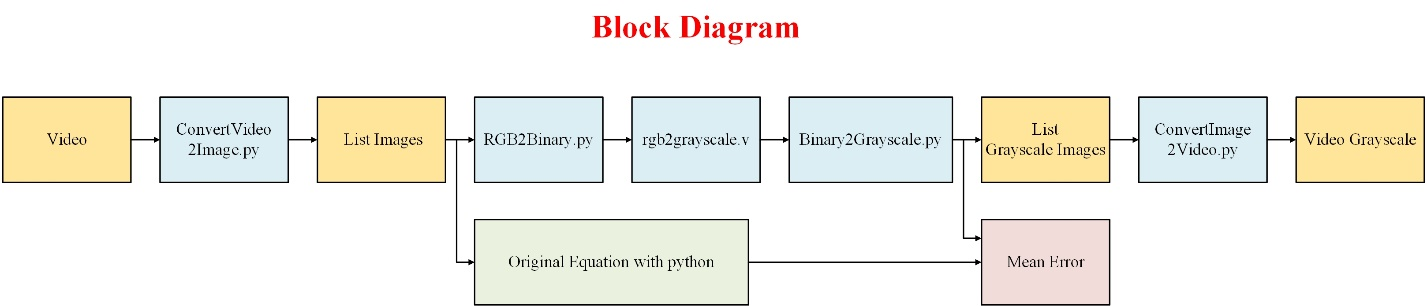 Block Diagram
Video
ConvertVideo
2Image.py
List Images
RGB2Binary.py
rgb2grayscale.v
Binary2Grayscale.py
List
Grayscale Images
ConvertImage
2Video.py
Video Grayscale
Original Equation with python
Mean Error